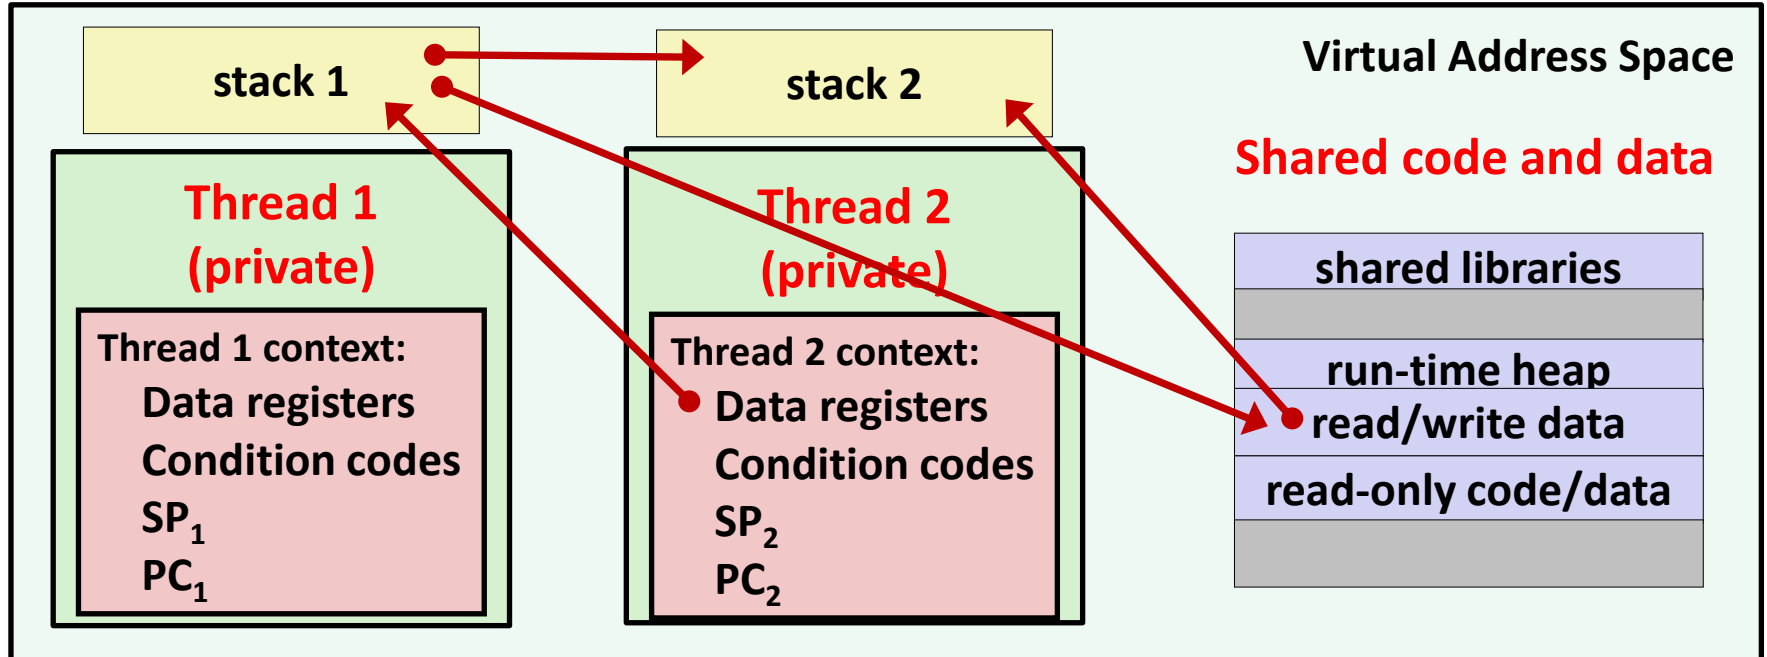 stack 1
stack 2
Virtual Address Space
Shared code and data
Thread 1
(private)
Thread 1 context:
Data registers
Condition codes
SP1
PC1
Thread 2
(private)
Thread 2 context:
Data registers
Condition codes
SP2
PC2
shared libraries
run-time heap
read/write data
read-only code/data